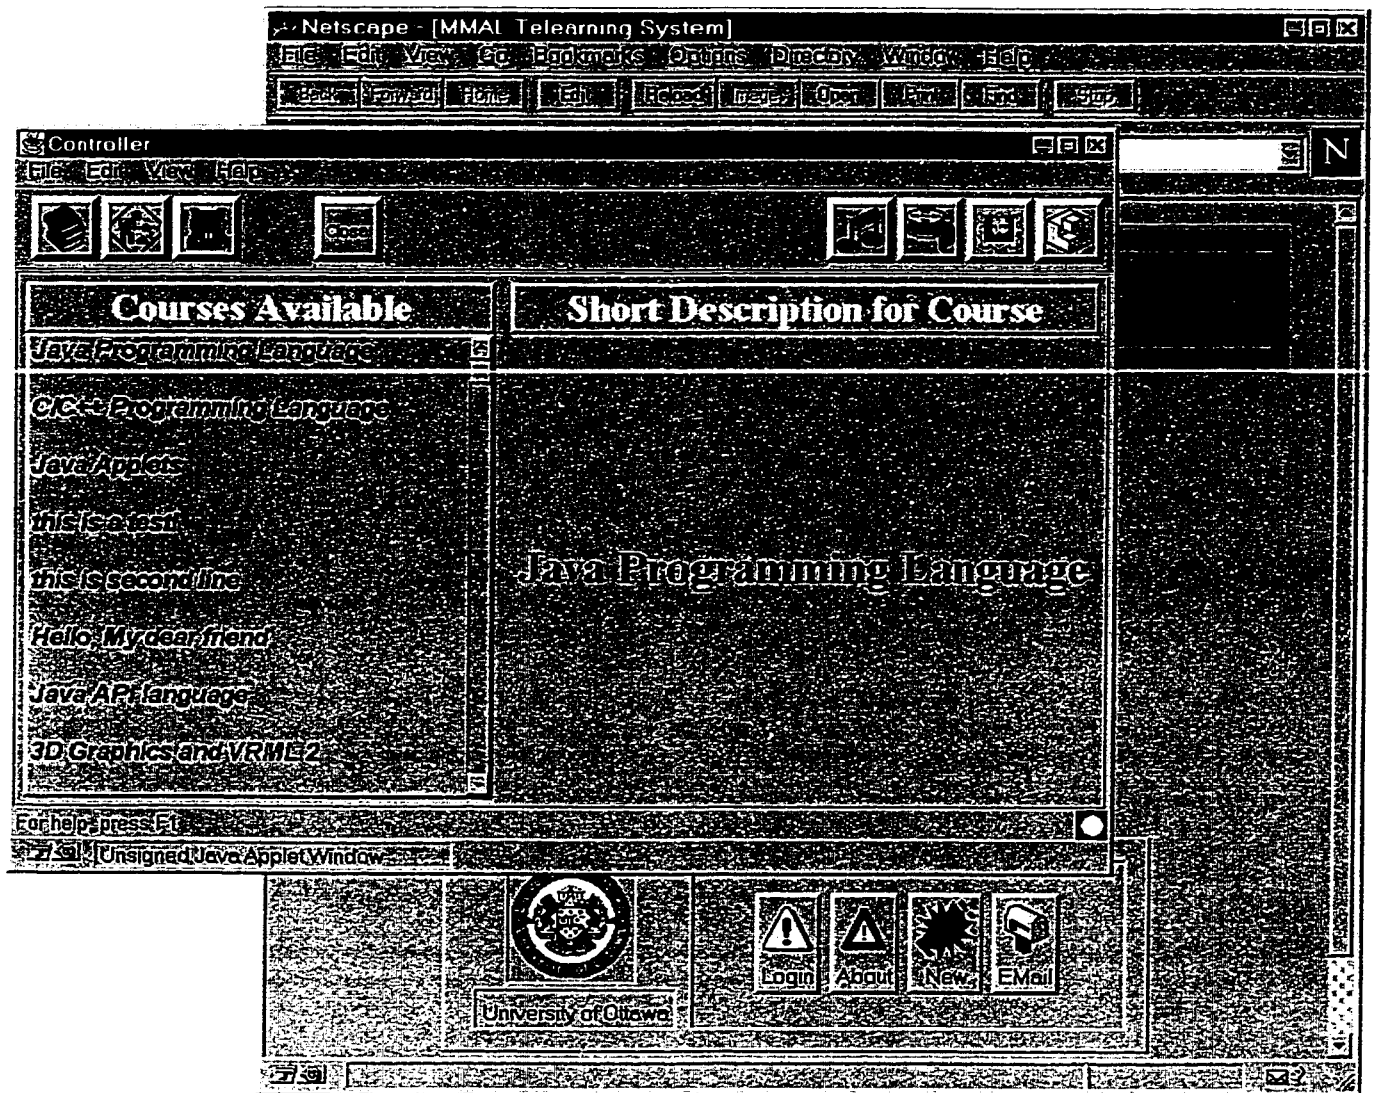 Netscape - [MMAL Telearning System]
File Edit View Go Bookmarks Options Directory Window Help
Back Forward Home Edit Reload Images Open Print Find Stop
Controller
File Edit View Help
N
Close
Courses Available
Short Description for Course
Java Programming Language
C/C++ Programming Language
Java Applets
this is a test
this is second line
Java Programming Language
Hello, My dear friend
Java API language
3D Graphics and VRML 2
For help, press F1
Unsigned Java Applet Window
Login About New EMail
University of Ottawa